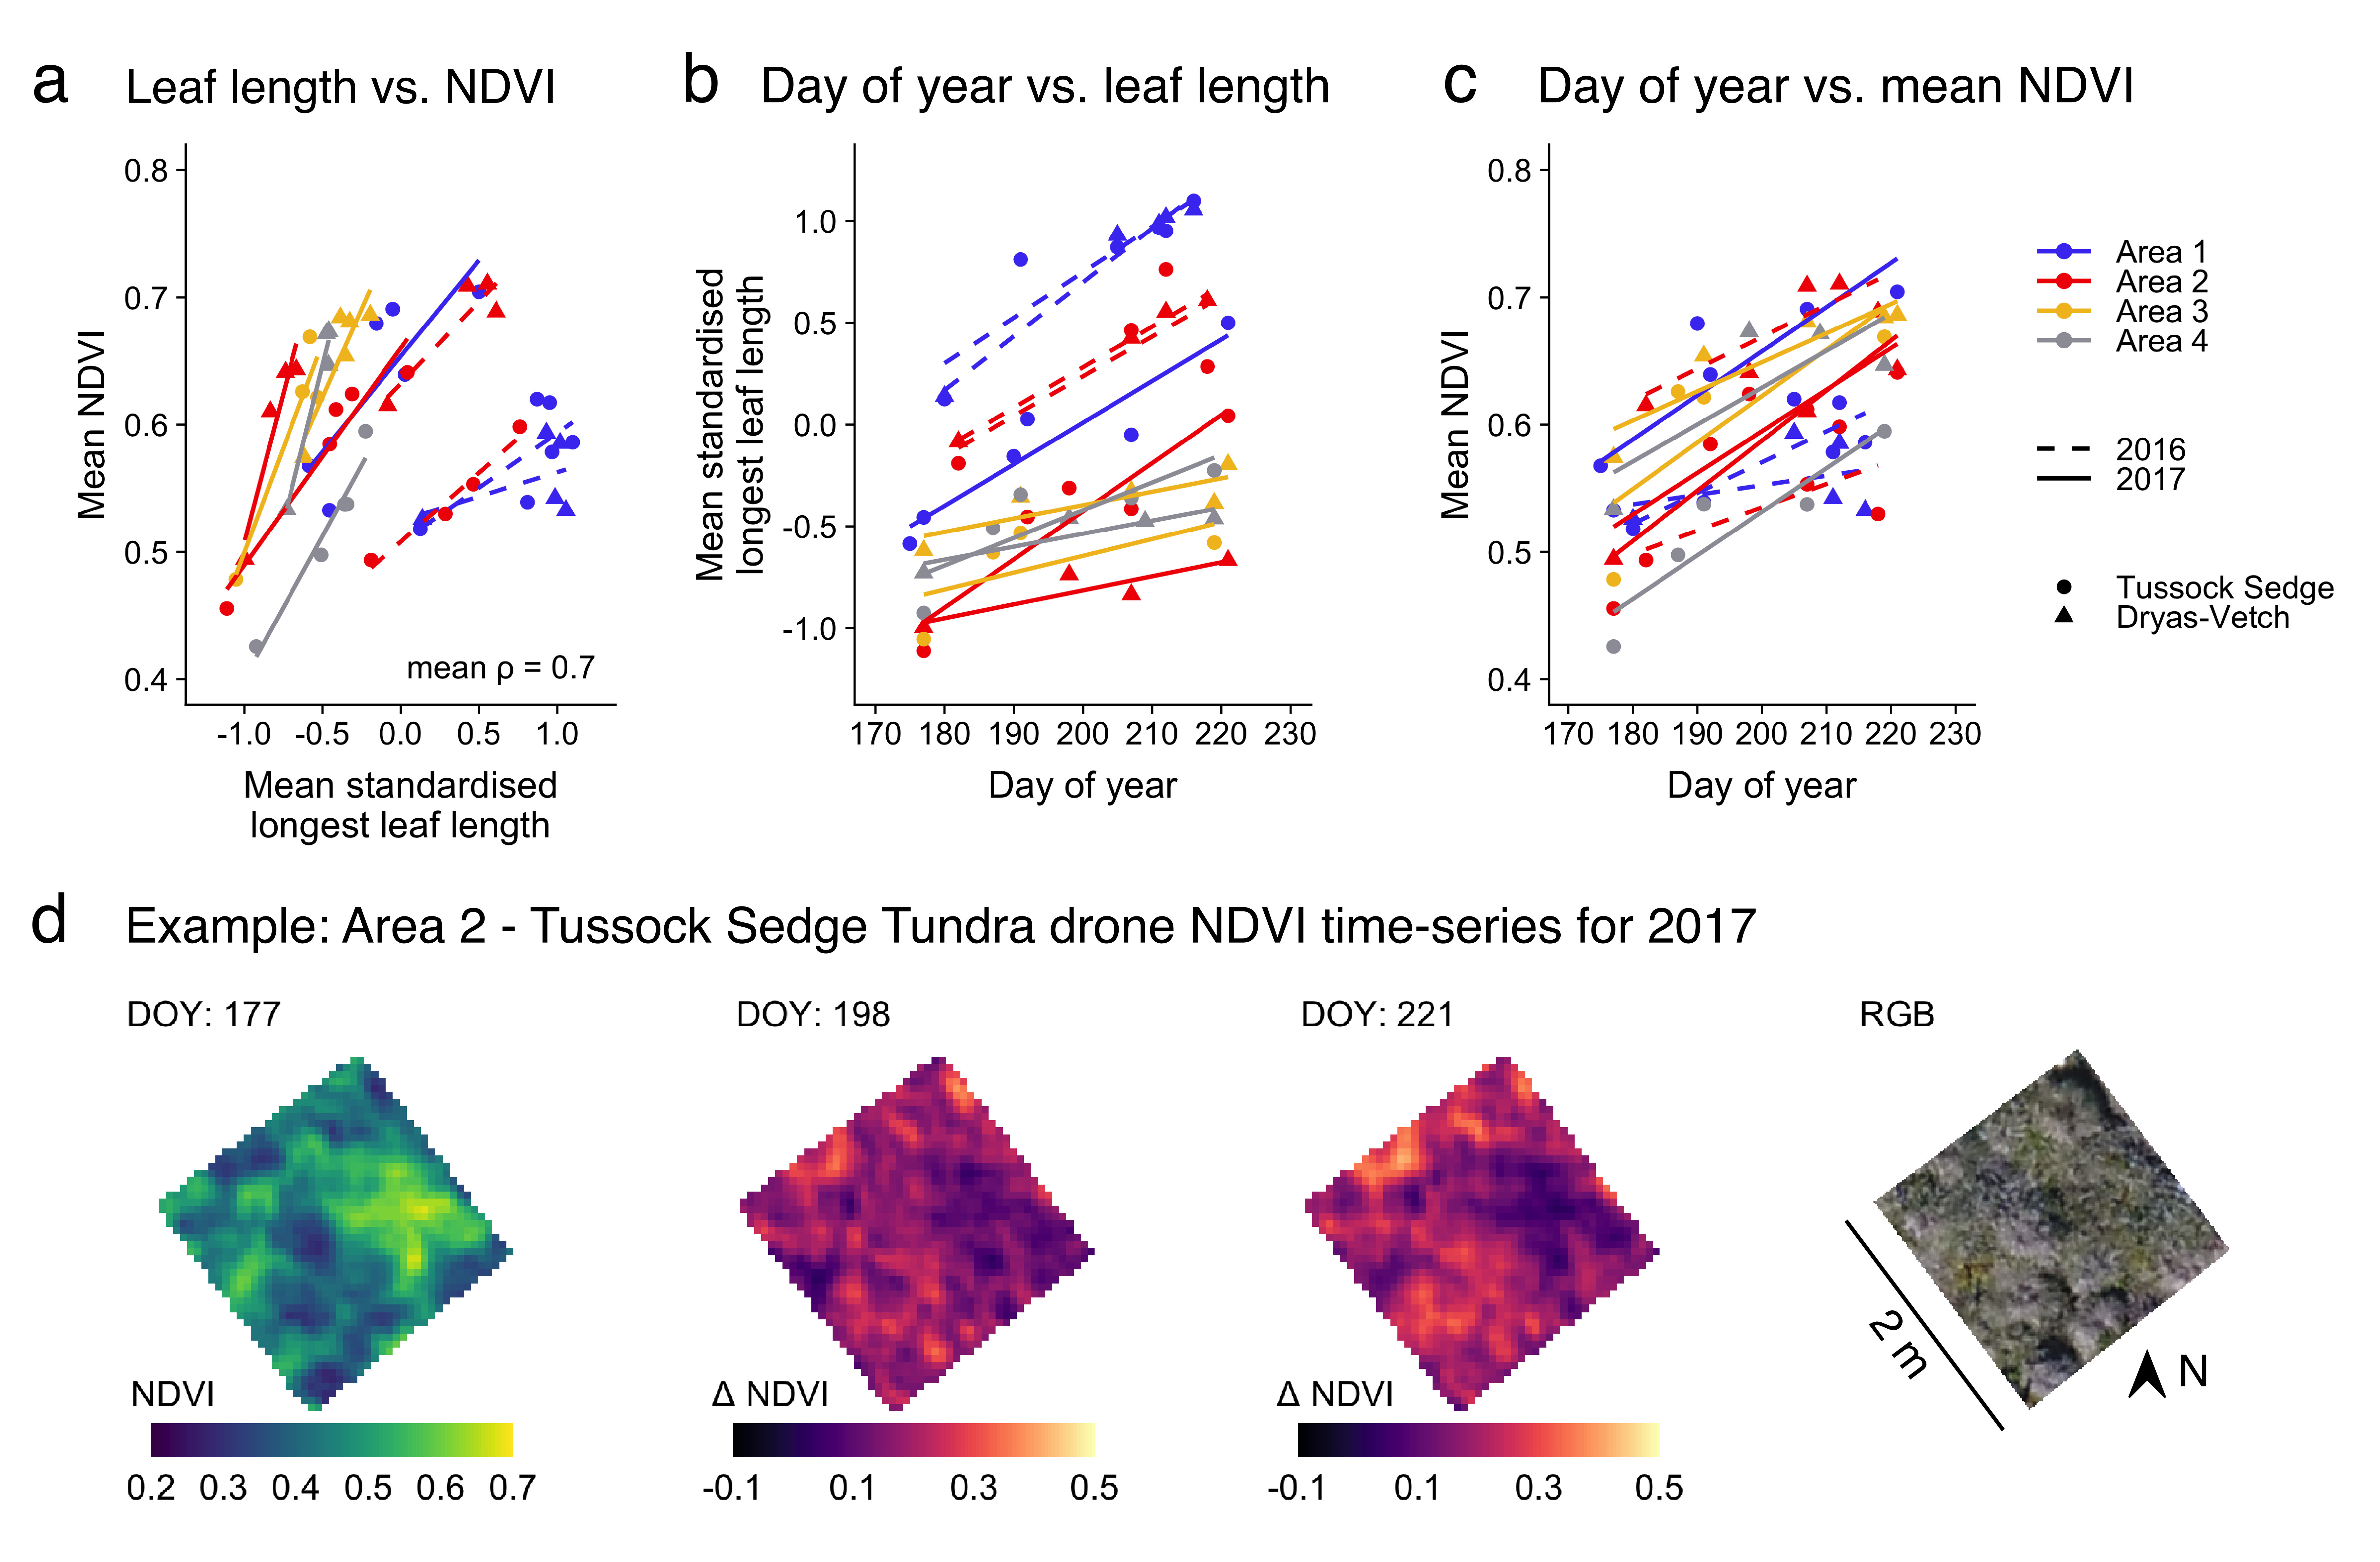 a Leaf length vs. NDVI
Mean NDVI
0.8
0.7
0.6
0.5
0.4
mean ρ = 0.7
-1.0 -0.5 0.0 0.5 1.0
Mean standardised
longest leaf length
b Day of year vs. leaf length
Mean standardised
longest leaf length
1.0
0.5
0.0
-0.5
-1.0
170 180 190 200 210 220 230
Day of year
c Day of year vs. mean NDVI
Mean NDVI
0.8
0.7
0.6
0.5
0.4
170 180 190 200 210 220 230
Day of year
Area 1
Area 2
Area 3
Area 4
2016
2017
Tussock Sedge
Dryas-Vetch
d Example: Area 2 - Tussock Sedge Tundra drone NDVI time-series for 2017
DOY: 177
NDVI
0.2 0.3 0.4 0.5 0.6 0.7
DOY: 198
Δ NDVI
-0.1 0.1 0.3 0.5
DOY: 221
Δ NDVI
-0.1 0.1 0.3 0.5
RGB
2 m
N